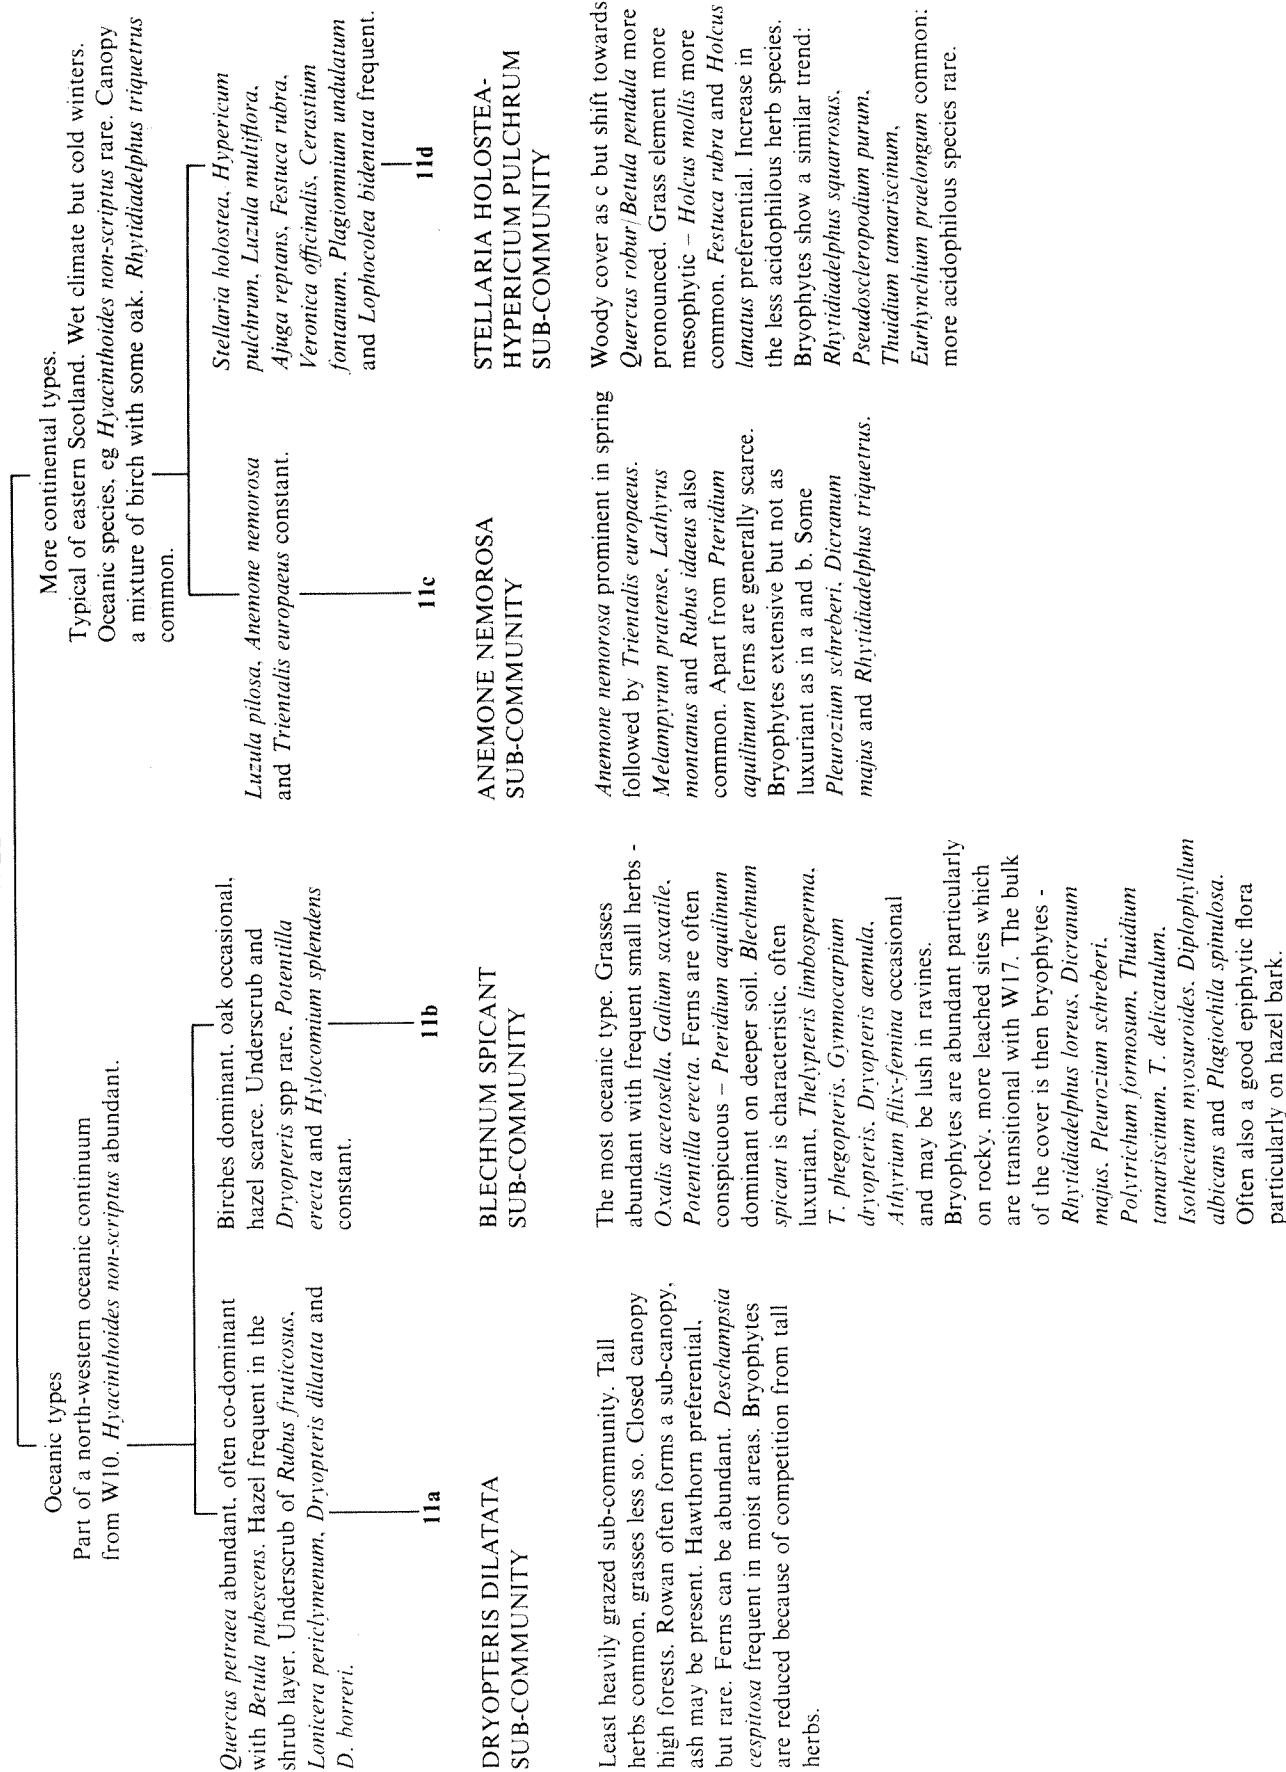 Oceanic types
Part of a north-western oceanic continuum
from W10. Hyacinthoides non-scriptus abundant.
More continental types.
Typical of eastern Scotland. Wet climate but cold winters.
Oceanic species, eg Hyacinthoides non-scriptus rare. Canopy
a mixture of birch with some oak. Rhytidiadelphus triquetrus
common.
Quercus petraea abundant, often co-dominant
with Betula pubescens. Hazel frequent in the
shrub layer. Underscrub of Rubus fruticosus,
Lonicera periclymenum, Dryopteris dilatata and
D. borreri.
11a
DRYOPTERIS DILATATA
SUB-COMMUNITY
Least heavily grazed sub-community. Tall
herbs common, grasses less so. Closed canopy
high forests. Rowan often forms a sub-canopy,
ash may be present. Hawthorn preferential,
but rare. Ferns can be abundant. Deschampsia
cespitosa frequent in moist areas. Bryophytes
are reduced because of competition from tall
herbs.
Birches dominant, oak occasional,
hazel scarce. Underscrub and
Dryopteris spp rare. Potentilla
erecta and Hylocomium splendens
constant.
11b
BLECHNUM SPICANT
SUB-COMMUNITY
The most oceanic type. Grasses
abundant with frequent small herbs -
Oxalis acetosella, Galium saxatile,
Potentilla erecta. Ferns are often
conspicuous – Pteridium aquilinum
dominant on deeper soil. Blechnum
spicant is characteristic, often
luxuriant, Thelypteris limbosperma,
T. phegopteris, Gymnocarpium
dryopteris, Dryopteris aemula,
Athyrium filix-femina occasional
and may be lush in ravines.
Bryophytes are abundant particularly
on rocky, more leached sites which
are transitional with W17. The bulk
of the cover is then bryophytes -
Rhytidiadelphus loreus, Dicranum
majus, Pleurozium schreberi,
Polytrichum formosum, Thuidium
tamariscinum, T. delicatulum,
Isothecium myosuroides, Diplophyllum
albicans and Plagiochila spinulosa.
Often also a good epiphytic flora
particularly on hazel bark.
Luzula pilosa, Anemone nemorosa
and Trientalis europaeus constant.
11c
ANEMONE NEMOROSA
SUB-COMMUNITY
Anemone nemorosa prominent in spring
followed by Trientalis europaeus.
Melampyrum pratense, Lathyrus
montanus and Rubus idaeus also
common. Apart from Pteridium
aquilinum ferns are generally scarce.
Bryophytes extensive but not as
luxuriant as in a and b. Some
Pleurozium schreberi, Dicranum
majus and Rhytidiadelphus triquetrus.
Stellaria holostea, Hypericum
pulchrum, Luzula multiflora,
Ajuga reptans, Festuca rubra,
Veronica officinalis, Cerastium
fontanum, Plagiomnium undulatum
and Lophocolea bidentata frequent.
11d
STELLARIA HOLOSTEA-
HYPERICIUM PULCHRUM
SUB-COMMUNITY
Woody cover as c but shift towards
Quercus robur/Betula pendula more
pronounced. Grass element more
mesophytic – Holcus mollis more
common. Festuca rubra and Holcus
lanatus preferential. Increase in
the less acidophilous herb species.
Bryophytes show a similar trend:
Rhytidiadelphus squarrosus,
Pseudoscleropodium purum,
Thuidium tamariscinum,
Eurhynchium praelongum common:
more acidophilous species rare.